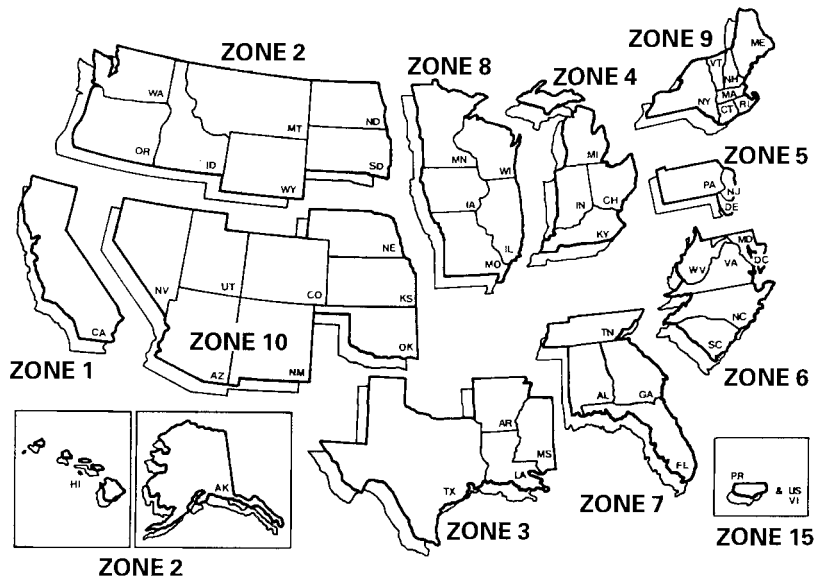 ZONE 2
WA
OR
ID
MT
WY
ND
SD
ZONE 8
MN
WI
IA
IL
MO
ZONE 4
MI
IN
OH
KY
ZONE 9
ME
VT
NH
MA
NY
CT
RI
ZONE 5
PA
NJ
DE
ZONE 1
CA
ZONE 10
NV
UT
CO
AZ
NM
NE
KS
OK
MD
DC
WV
VA
NC
SC
ZONE 6
TN
AL
GA
FL
ZONE 7
AR
MS
LA
TX
ZONE 3
HI
AK
ZONE 2
PR
& US
VI
ZONE 15